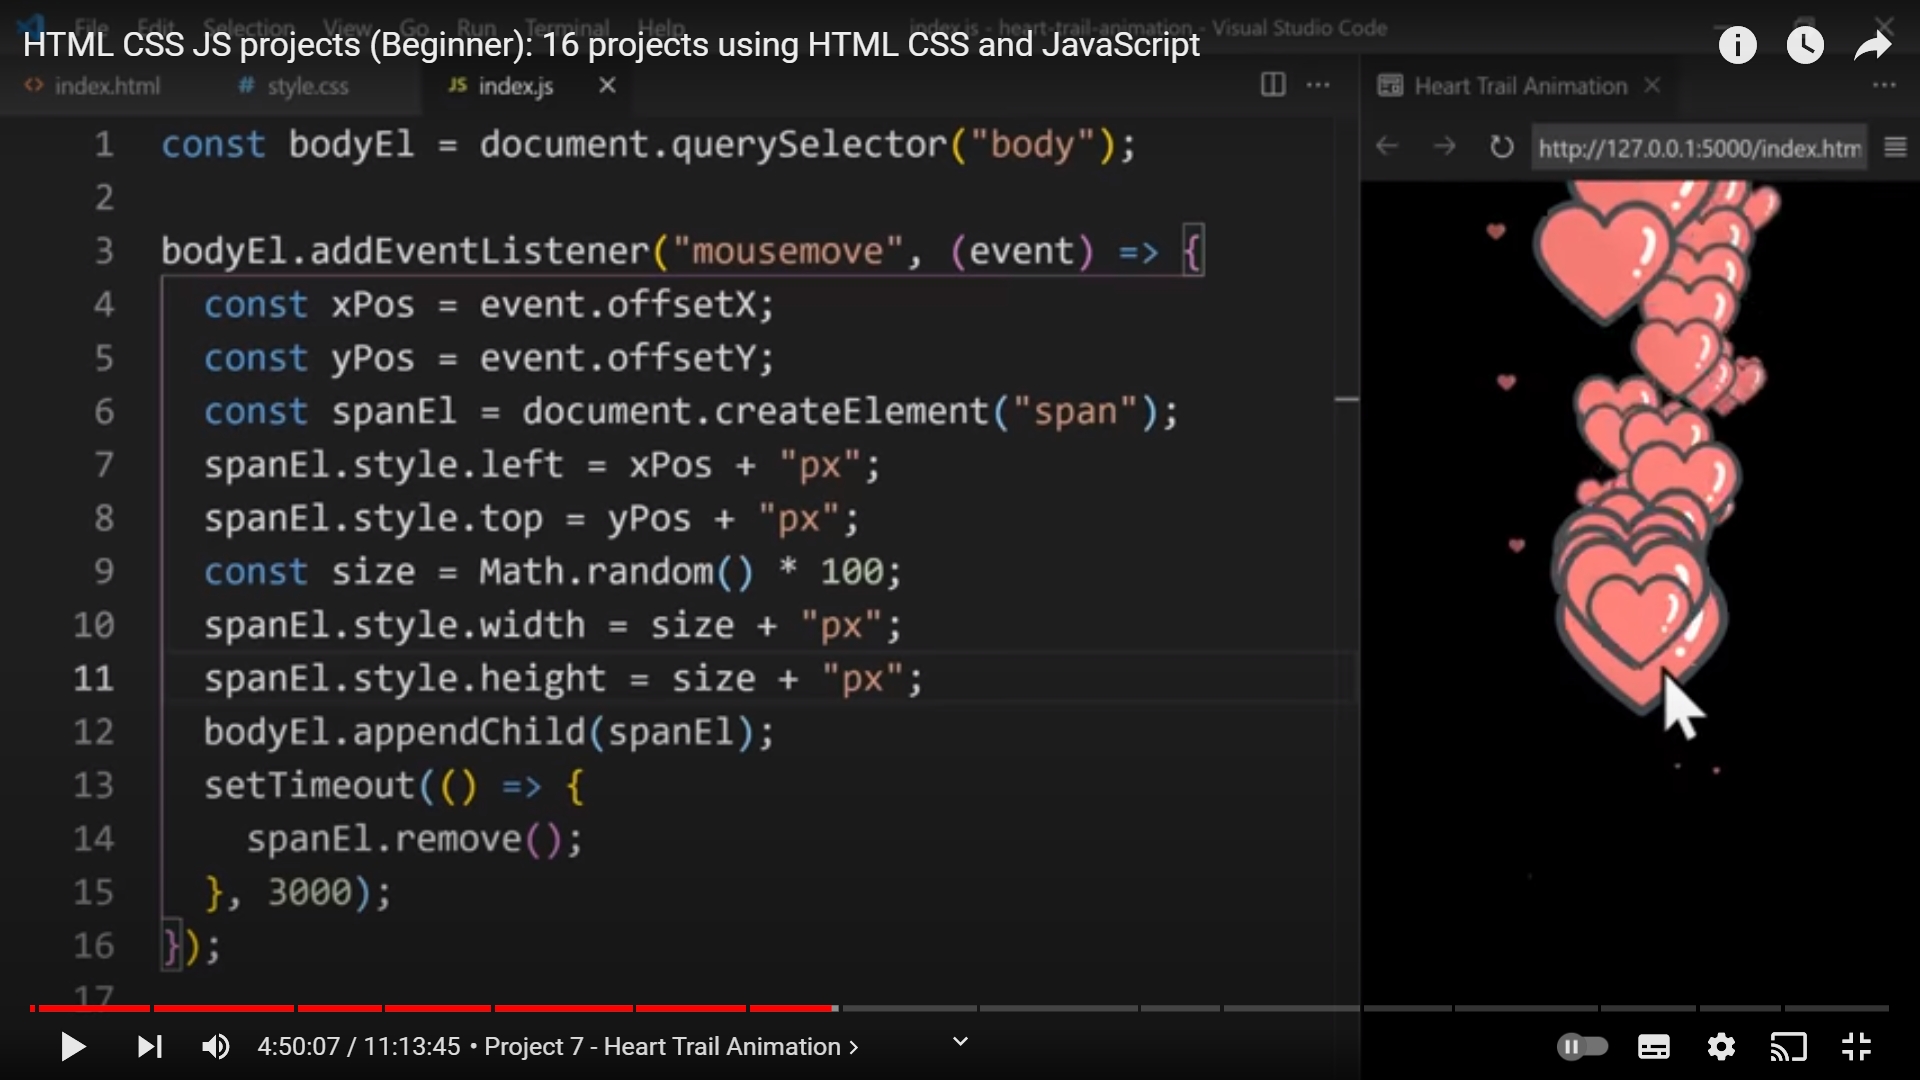 File Edit Selection View Go Run Terminal Help index.js - heart-trail-animation - Visual Studio Code
HTML CSS JS projects (Beginner): 16 projects using HTML CSS and JavaScript
<> index.html # style.css JS index.js Heart Trail Animation
http://127.0.0.1:5000/index.htm
1 const bodyEl = document.querySelector("body");
2
3 bodyEl.addEventListener("mousemove", (event) => {
4 const xPos = event.offsetX;
5 const yPos = event.offsetY;
6 const spanEl = document.createElement("span");
7 spanEl.style.left = xPos + "px";
8 spanEl.style.top = yPos + "px";
9 const size = Math.random() * 100;
10 spanEl.style.width = size + "px";
11 spanEl.style.height = size + "px";
12 bodyEl.appendChild(spanEl);
13 setTimeout(() => {
14 spanEl.remove();
15 }, 3000);
16 });
17
4:50:07 / 11:13:45 • Project 7 - Heart Trail Animation >